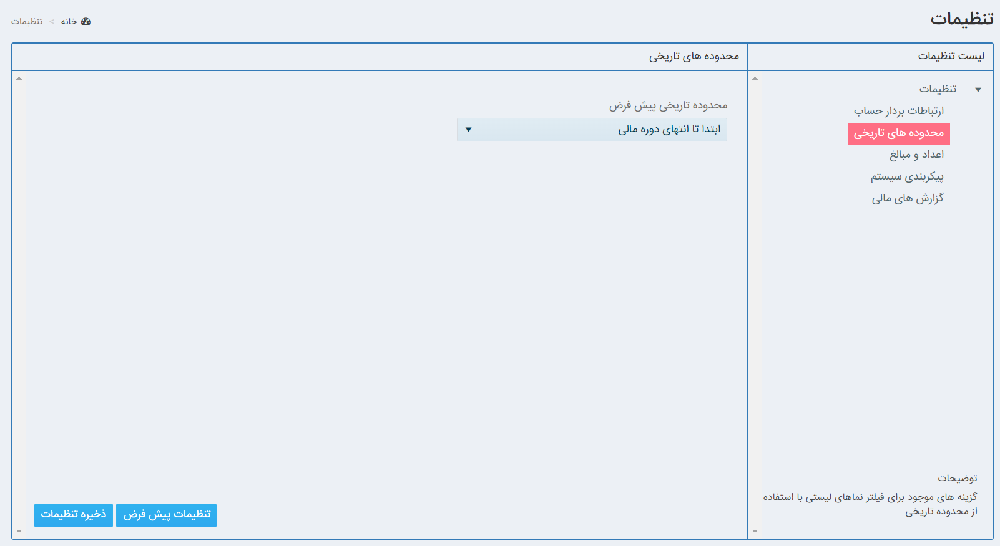 تنظیمات
خانه > تنظیمات
لیست تنظیمات
تنظیمات
ارتباطات بردار حساب
محدوده های تاریخی
اعداد و مبالغ
پیکربندی سیستم
گزارش های مالی
توضیحات
گزینه های موجود برای فیلتر نماهای لیستی با استفاده
از محدوده تاریخی
محدوده های تاریخی
محدوده تاریخی پیش فرض
ابتدا تا انتهای دوره مالی
تنظیمات پیش فرض
ذخیره تنظیمات